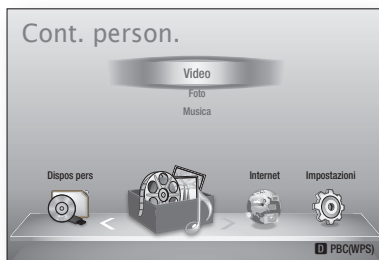 Cont. person.
Video
Foto
Musica
Dispos pers
Internet
Impostazioni
D PBC(WPS)